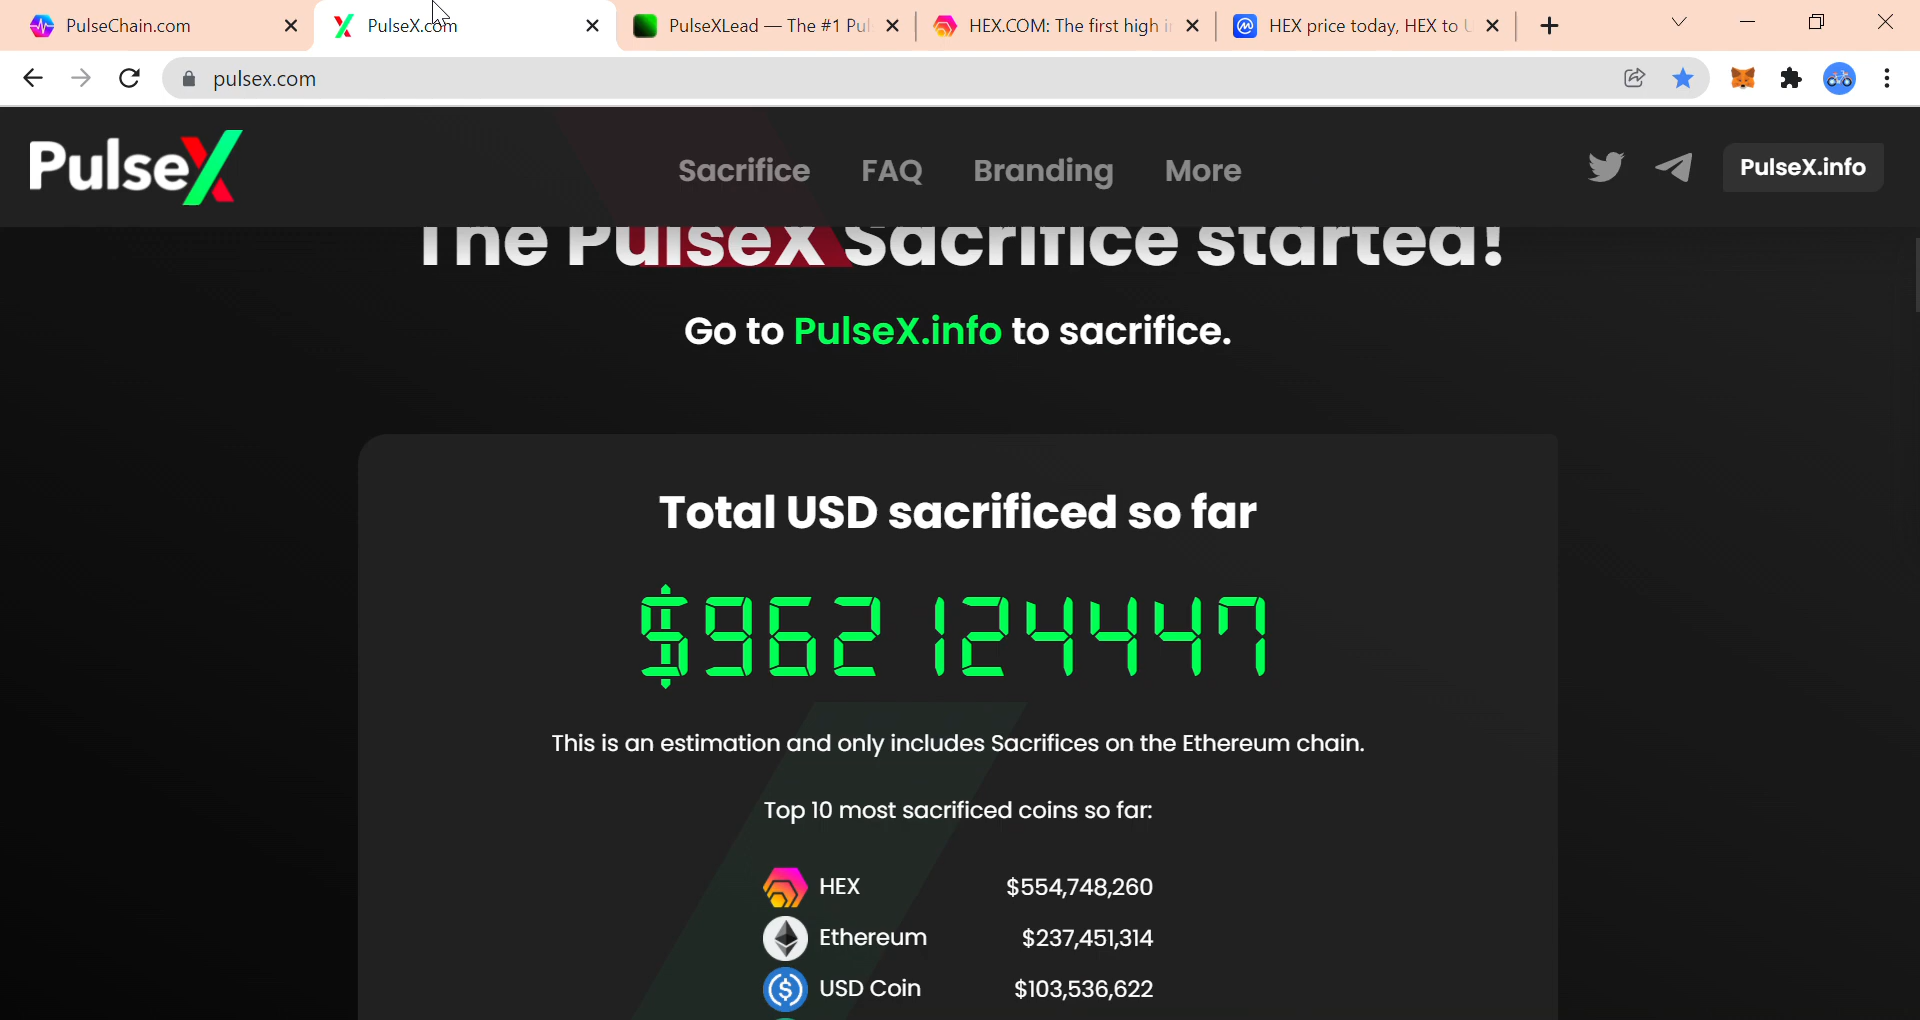 PulseChain.com
PulseX.com
PulseXLead — The #1 Pul
HEX.COM: The first high in
HEX price today, HEX to U
pulsex.com
PulseX
Sacrifice
FAQ
Branding
More
PulseX.info
The PulseX Sacrifice started!
Go to PulseX.info to sacrifice.
Total USD sacrificed so far
$962124447
This is an estimation and only includes Sacrifices on the Ethereum chain.
Top 10 most sacrificed coins so far:
HEX $554,748,260
Ethereum $237,451,314
USD Coin $103,536,622